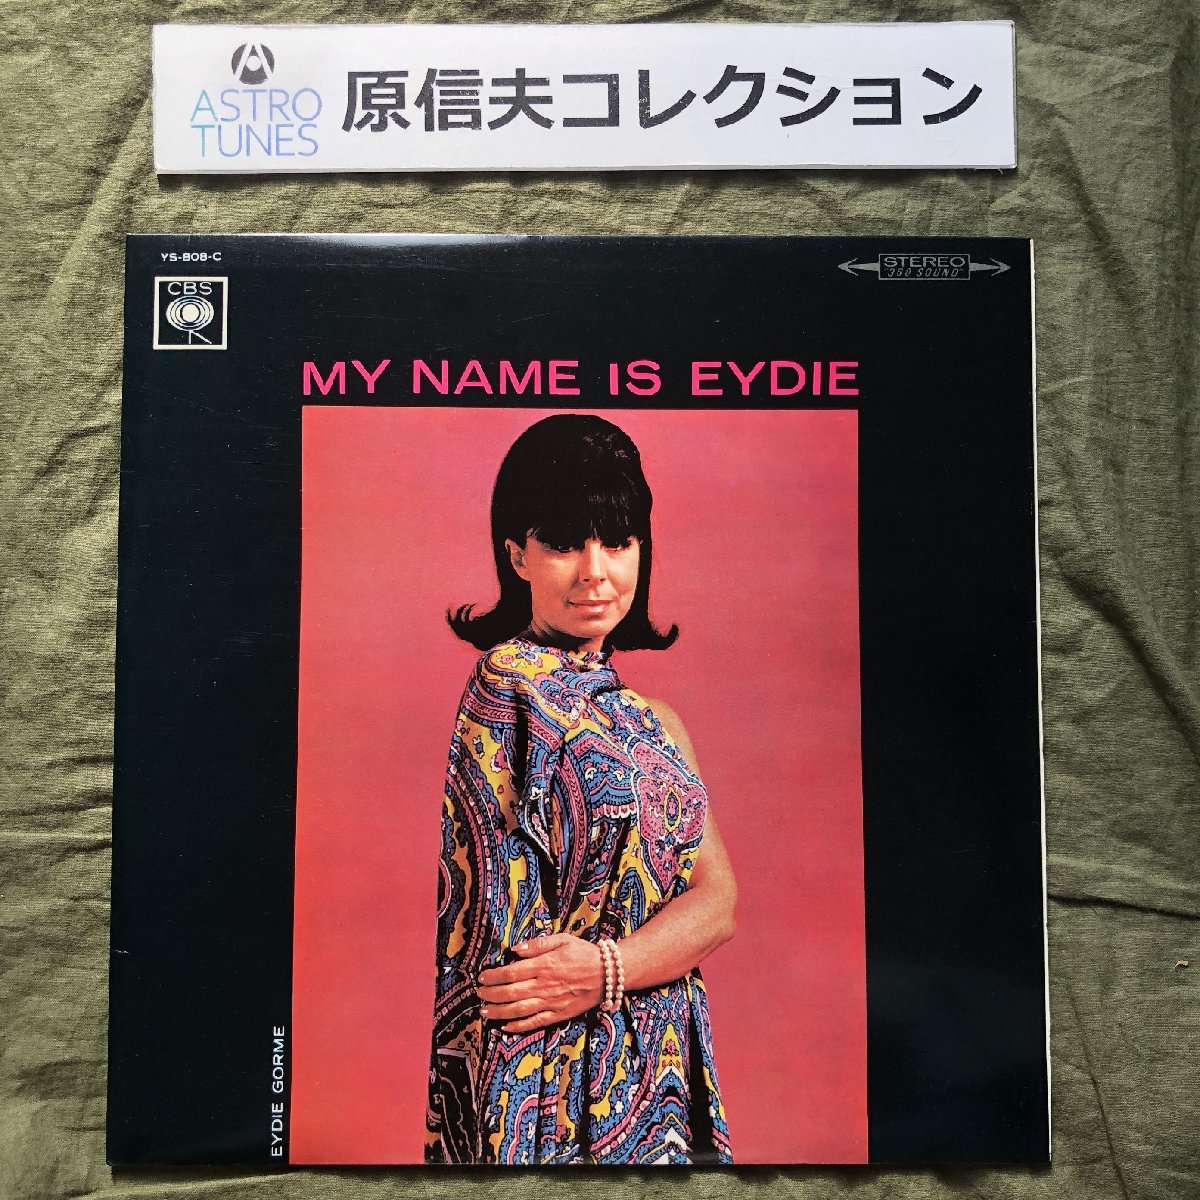 ASTRO
TUNES
原信夫コレクション
YS-808-C
CBS
STEREO
"360 SOUND"
MY NAME IS EYDIE
EYDIE GORME